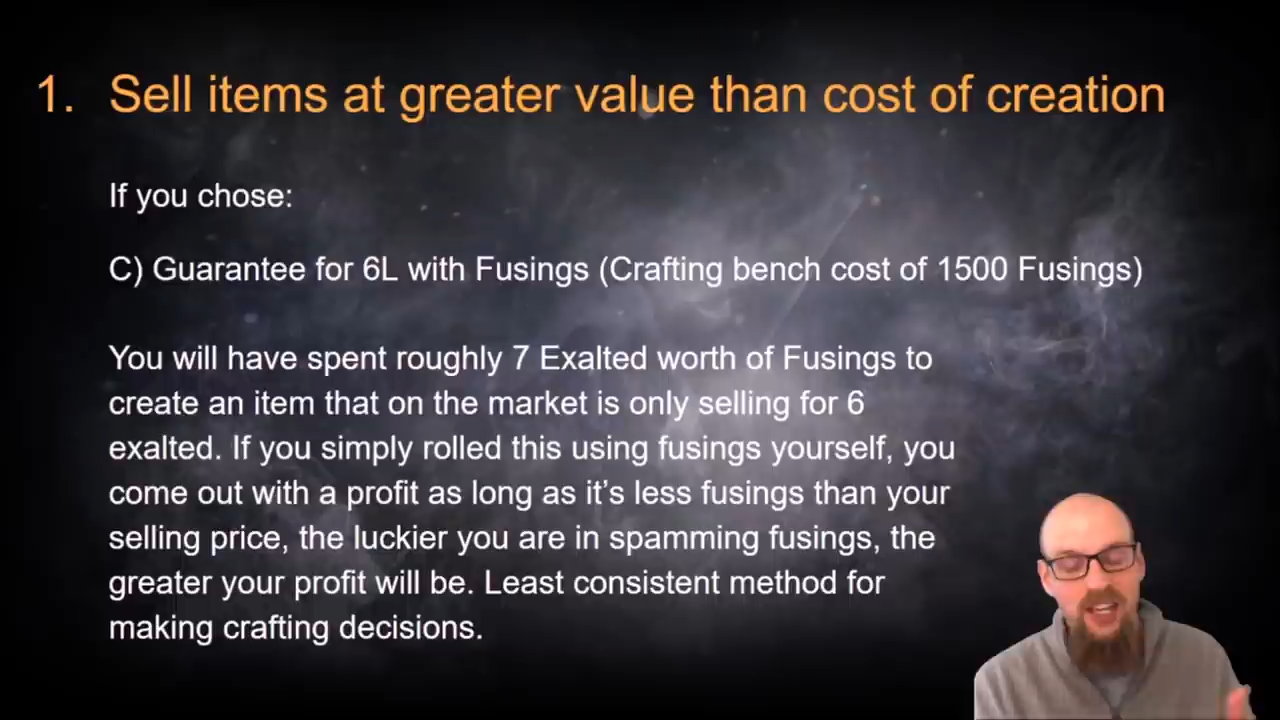 1. Sell items at greater value than cost of creation
If you chose:
C) Guarantee for 6L with Fusings (Crafting bench cost of 1500 Fusings)
You will have spent roughly 7 Exalted worth of Fusings to
create an item that on the market is only selling for 6
exalted. If you simply rolled this using fusings yourself, you
come out with a profit as long as it’s less fusings than your
selling price, the luckier you are in spamming fusings, the
greater your profit will be. Least consistent method for
making crafting decisions.